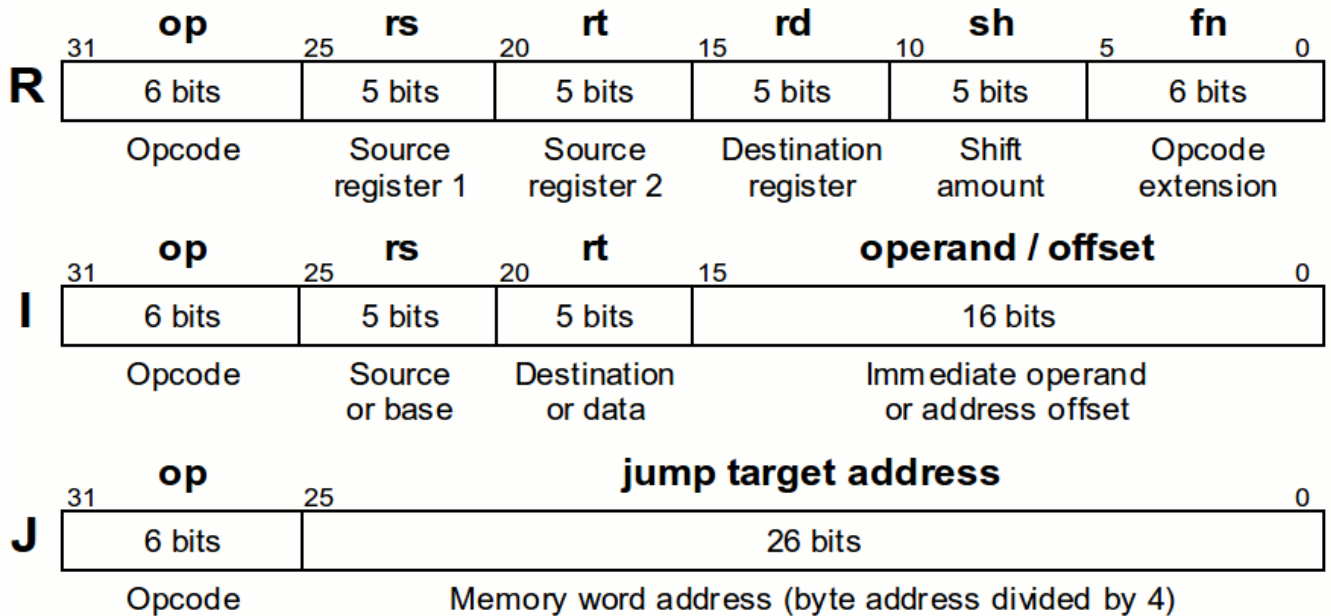 op rs rt rd sh fn
31 25 20 15 10 5 0
R 6 bits 5 bits 5 bits 5 bits 5 bits 6 bits
Opcode Source Source Destination Shift Opcode
register 1 register 2 register amount extension
op rs rt operand / offset
31 25 20 15 0
I 6 bits 5 bits 5 bits 16 bits
Opcode Source Destination Immediate operand
or base or data or address offset
op jump target address
31 25 0
J 6 bits 26 bits
Opcode Memory word address (byte address divided by 4)